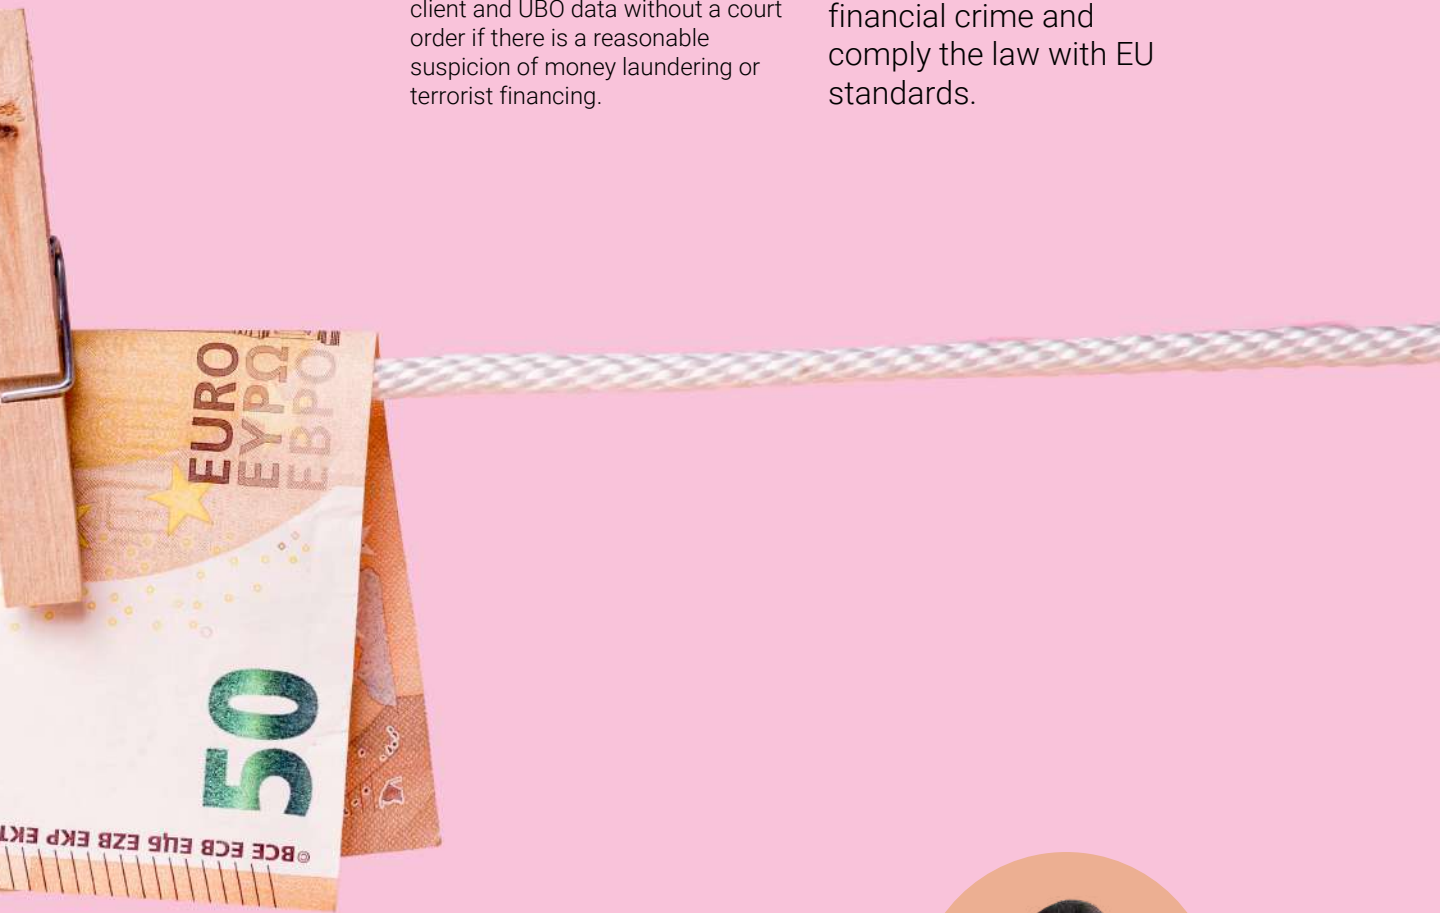 client and UBO data without a court
order if there is a reasonable
suspicion of money laundering or
terrorist financing.
financial crime and
comply the law with EU
standards.
EURO
ΕΥΡΩ
ЕВРО
50
©BCE ECB ЕЦБ EZB EKP EKT